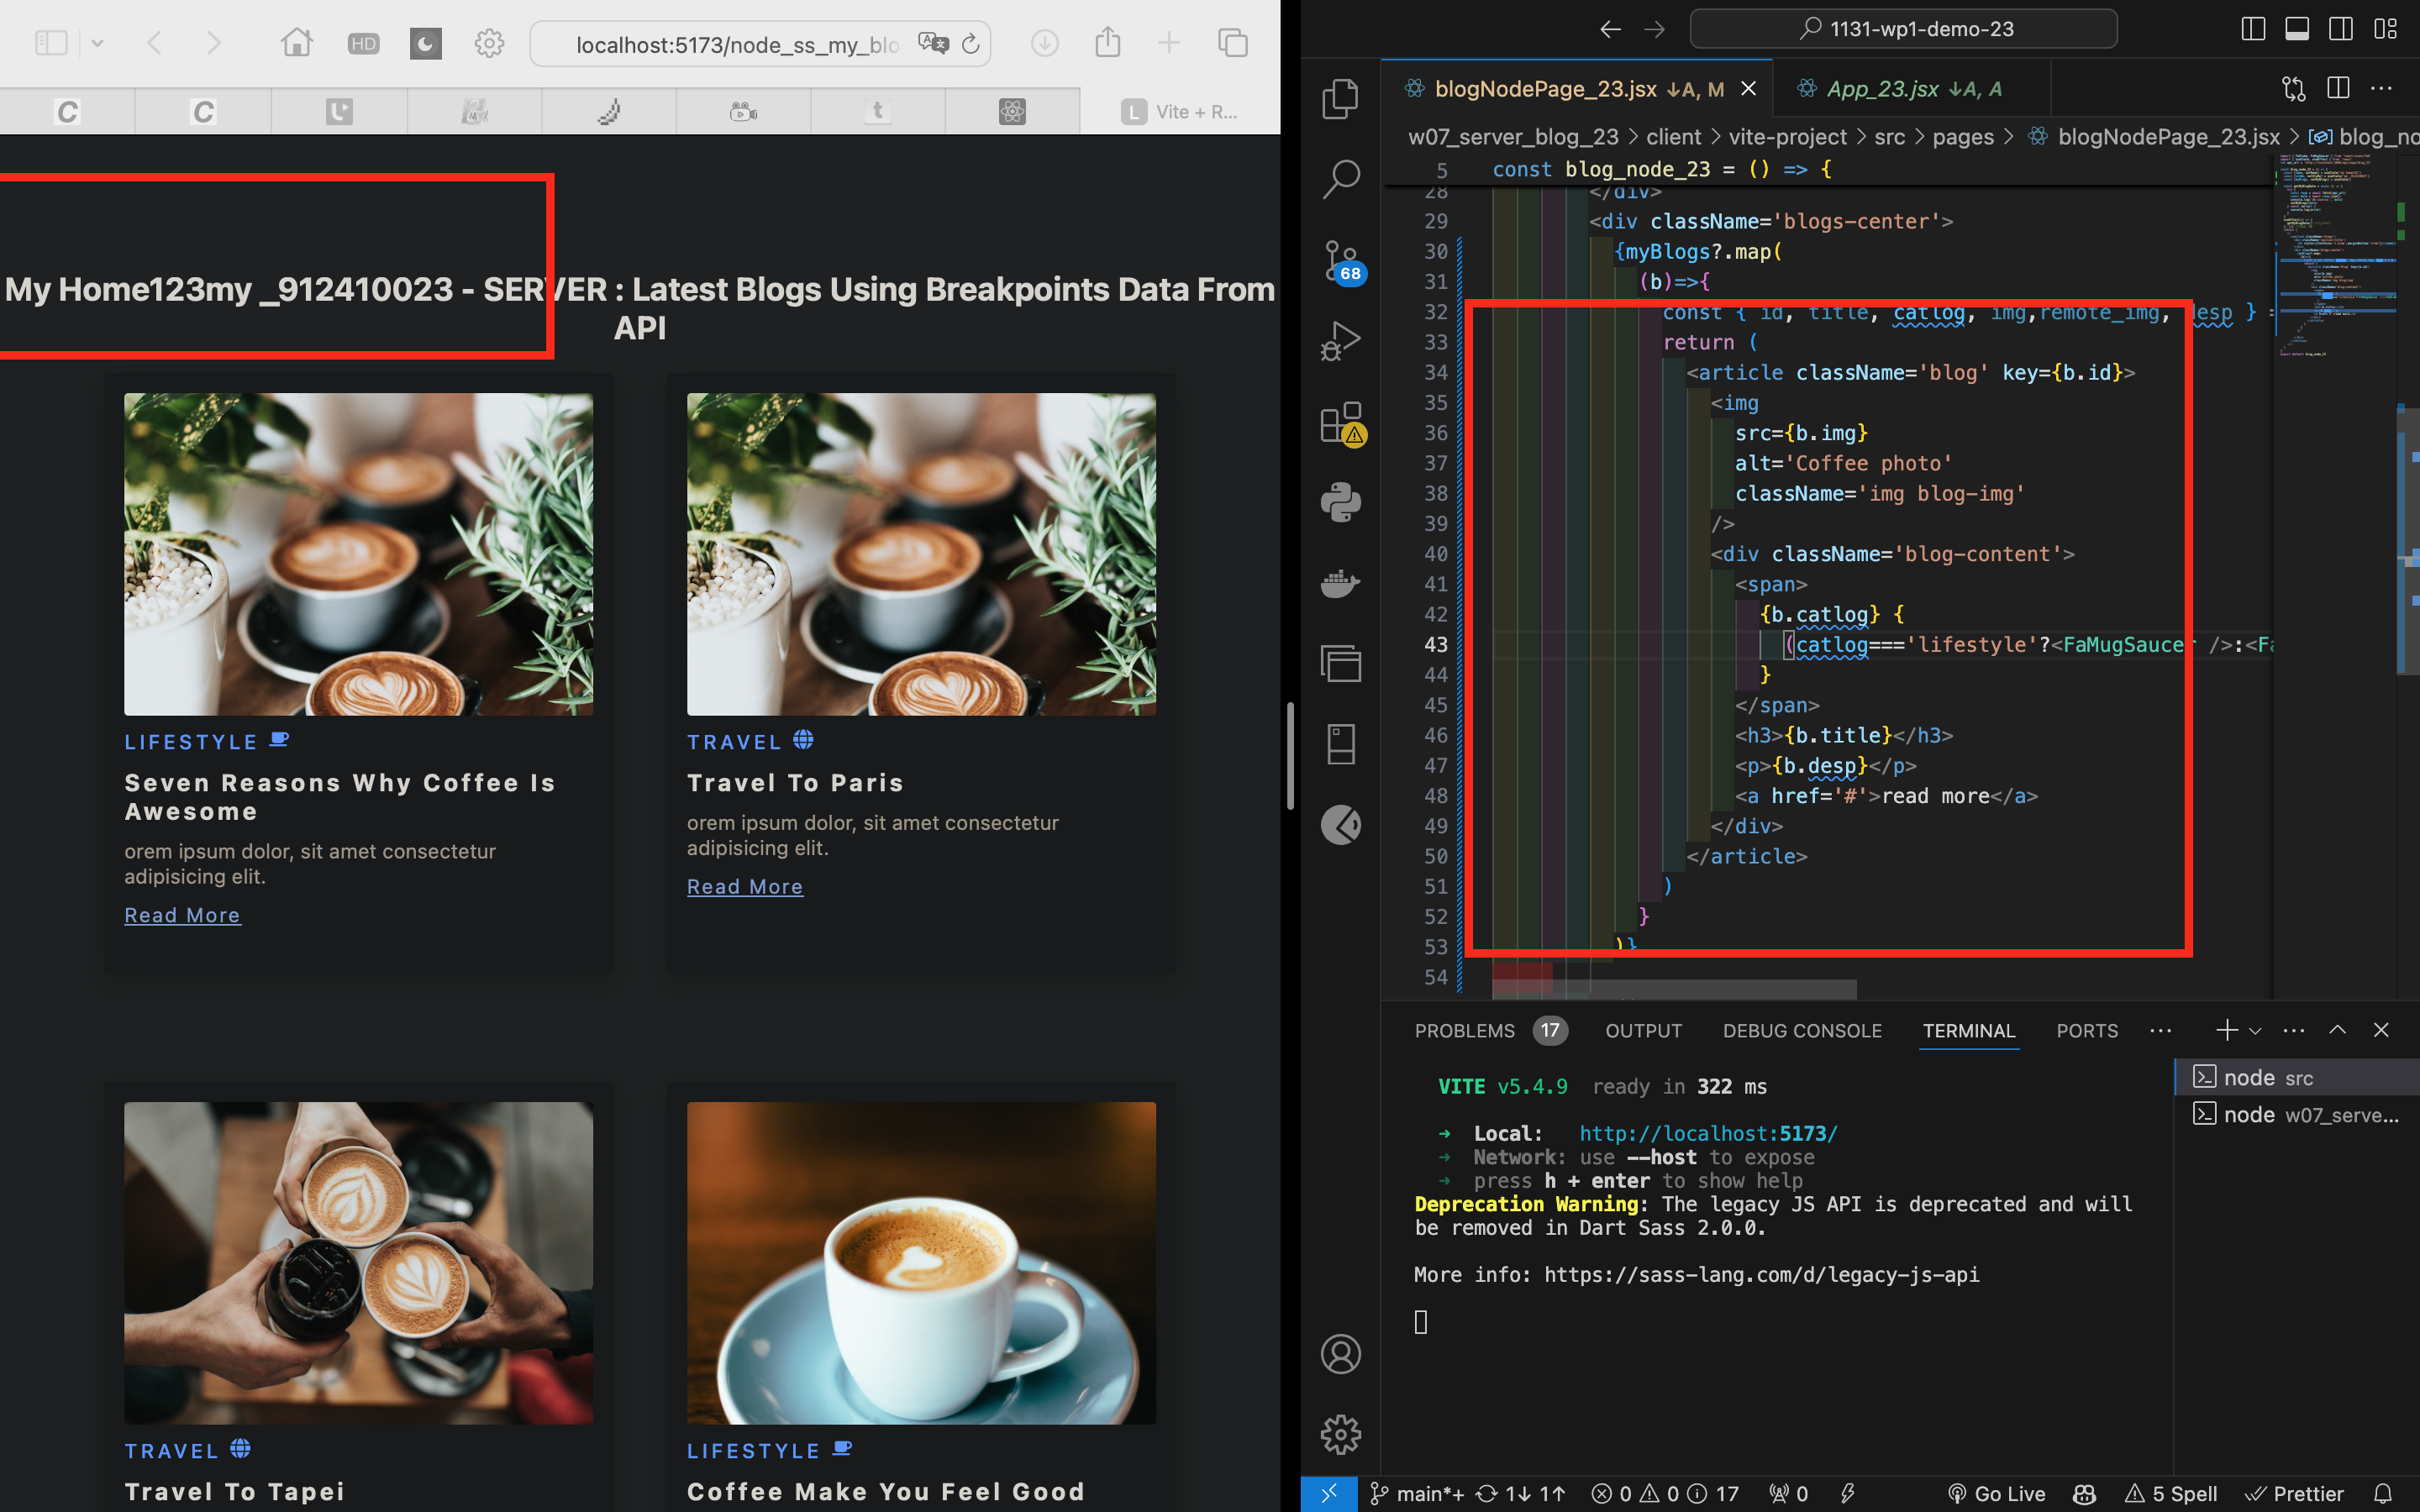 HD
localhost:5173/node_ss_my_blo
C
C
t
L Vite + R...
My Home123my _912410023 - SERVER : Latest Blogs Using Breakpoints Data From
API
LIFESTYLE
Seven Reasons Why Coffee Is
Awesome
orem ipsum dolor, sit amet consectetur
adipisicing elit.
Read More
TRAVEL
Travel To Paris
orem ipsum dolor, sit amet consectetur
adipisicing elit.
Read More
TRAVEL
Travel To Tapei
LIFESTYLE
Coffee Make You Feel Good
1131-wp1-demo-23
blogNodePage_23.jsx ↓A, M
App_23.jsx ↓A, A
w07_server_blog_23 > client > vite-project > src > pages > blogNodePage_23.jsx > blog_no
5 const blog_node_23 = () => {
28 </div>
29 <div className='blogs-center'>
30 {myBlogs?.map(
31 (b)=>{
32 const { id, title, catlog, img,remote_img, desp } =
33 return (
34 <article className='blog' key={b.id}>
35 <img
36 src={b.img}
37 alt='Coffee photo'
38 className='img blog-img'
39 />
40 <div className='blog-content'>
41 <span>
42 {b.catlog} {
43 (catlog==='lifestyle'?<FaMugSaucer />:<Fa
44 }
45 </span>
46 <h3>{b.title}</h3>
47 <p>{b.desp}</p>
48 <a href='#'>read more</a>
49 </div>
50 </article>
51 )
52 }
53 )}
54
68
PROBLEMS 17 OUTPUT DEBUG CONSOLE TERMINAL PORTS
VITE v5.4.9 ready in 322 ms
➜ Local: http://localhost:5173/
➜ Network: use --host to expose
➜ press h + enter to show help
Deprecation Warning: The legacy JS API is deprecated and will
be removed in Dart Sass 2.0.0.
More info: https://sass-lang.com/d/legacy-js-api
node src
node w07_serve...
main*+ 1↓ 1↑ 0 0 17 0 Go Live 5 Spell Prettier